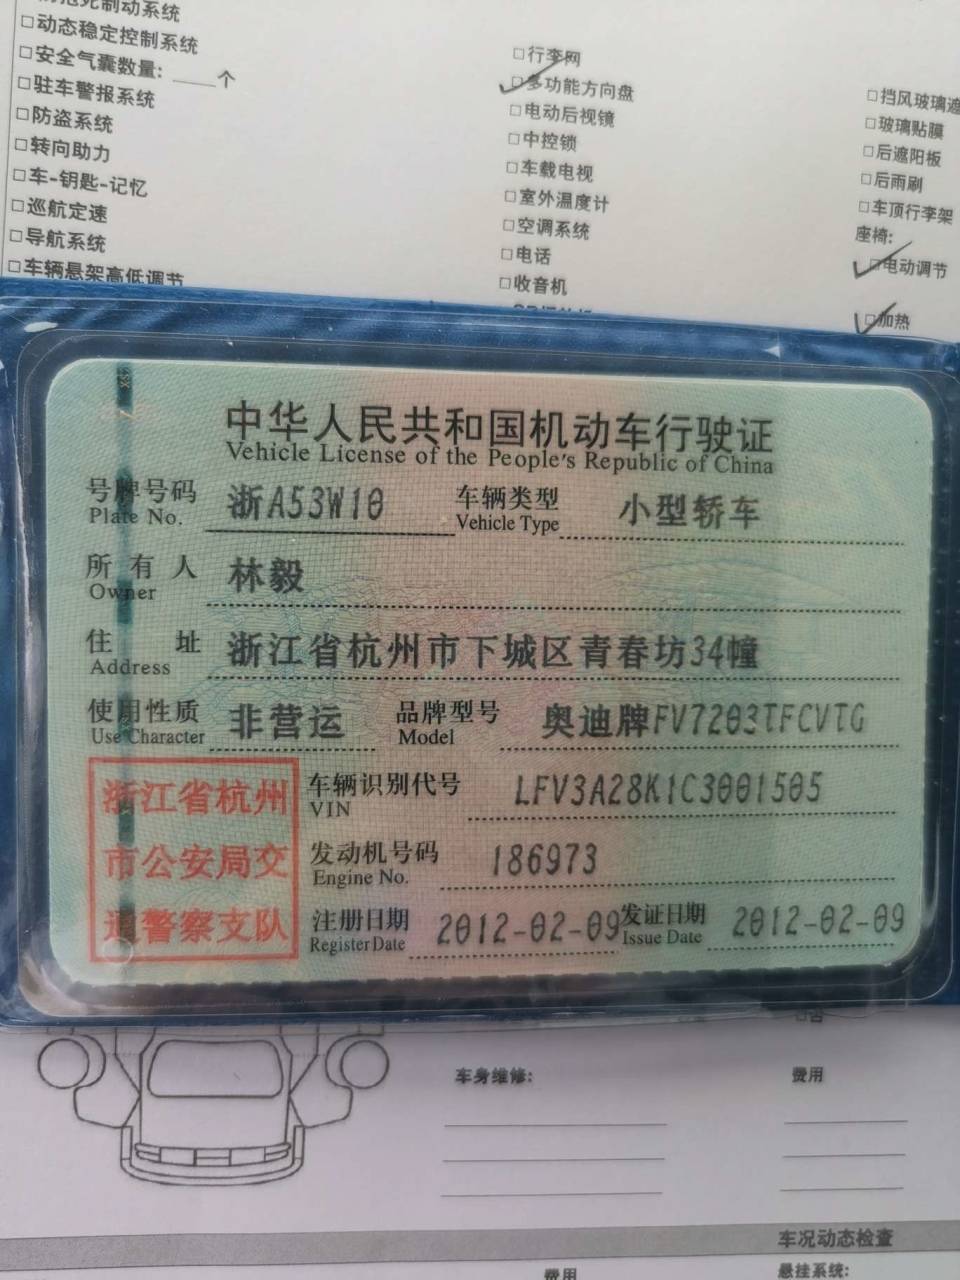 制动系统
□动态稳定控制系统
□安全气囊数量:____个
□驻车警报系统
□防盗系统
□转向助力
□车-钥匙-记忆
□巡航定速
□导航系统
□车辆悬架高低调节
□行李网
□多功能方向盘
□电动后视镜
□中控锁
□车载电视
□室外温度计
□空调系统
□电话
□收音机
□挡风玻璃遮
□玻璃贴膜
□后遮阳板
□后雨刷
□车顶行李架
座椅:
□电动调节
□加热
中华人民共和国机动车行驶证
Vehicle License of the People's Republic of China
号牌号码 浙A53W10 车辆类型 小型轿车
Plate No. Vehicle Type
所有人 林毅
Owner
住址 浙江省杭州市下城区青春坊34幢
Address
使用性质 非营运 品牌型号 奥迪牌FV7203TFCVTG
Use Character Model
浙江省杭州
市公安局交
通警察支队
车辆识别代号 LFV3A28K1C3001505
VIN
发动机号码 186973
Engine No.
注册日期 2012-02-09 发证日期 2012-02-09
Register Date Issue Date
车身维修: 费用
车况动态检查
费用 悬挂系统: